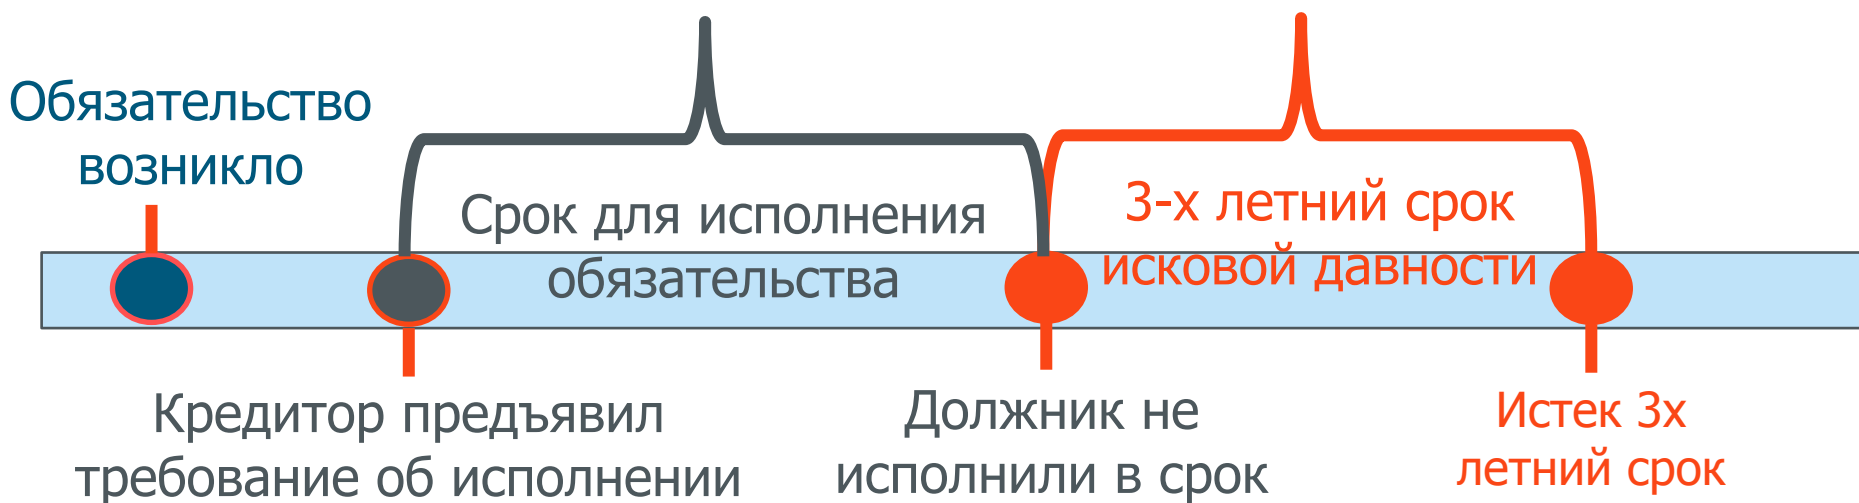 Обязательство
возникло
Срок для исполнения
обязательства
3-х летний срок
исковой давности
Кредитор предъявил
требование об исполнении
Должник не
исполнили в срок
Истек 3х
летний срок